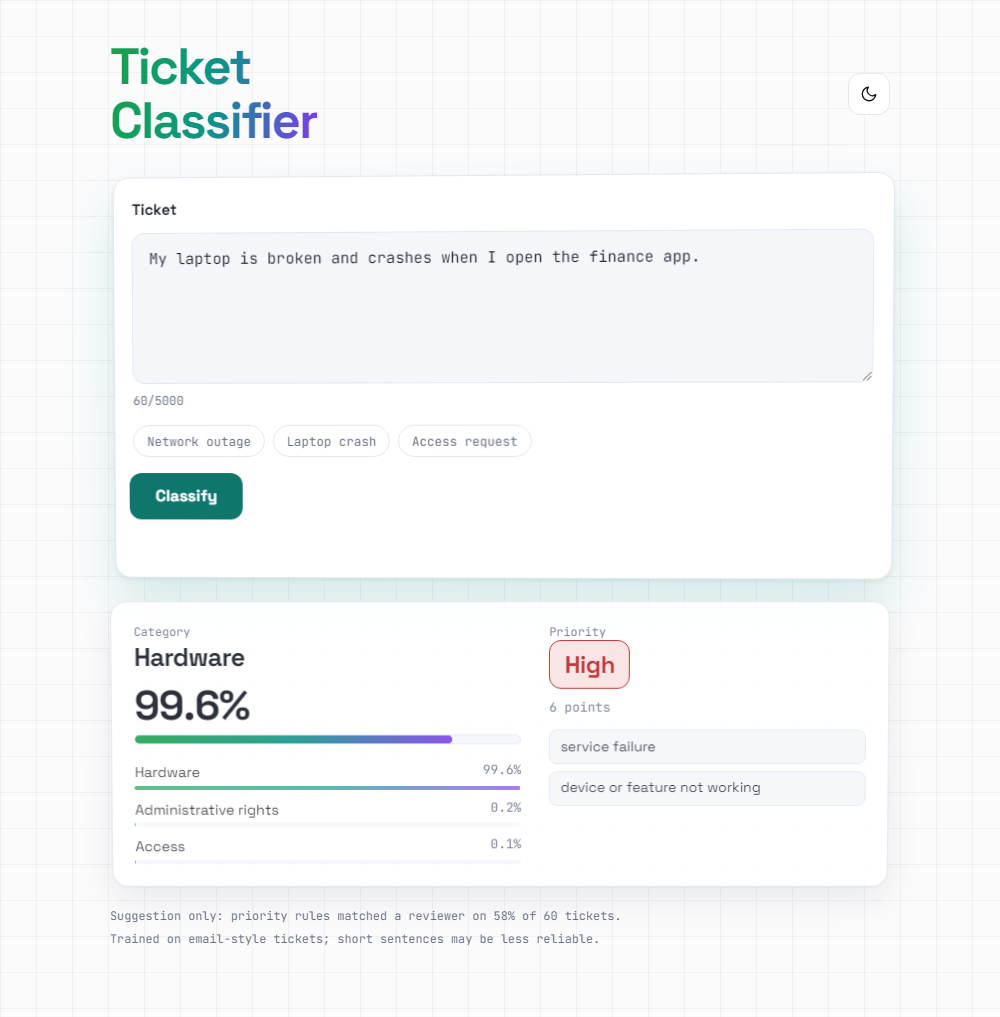 Ticket
Classifier
Ticket
My laptop is broken and crashes when I open the finance app.
60/5000
Network outage
Laptop crash
Access request
Classify
Category
Hardware
99.6%
Hardware 99.6%
Administrative rights 0.2%
Access 0.1%
Priority
High
6 points
service failure
device or feature not working
Suggestion only: priority rules matched a reviewer on 58% of 60 tickets.
Trained on email-style tickets; short sentences may be less reliable.